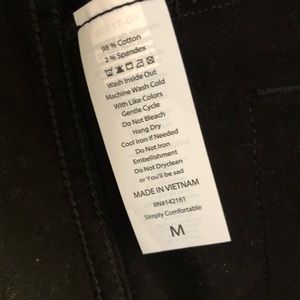 98 % Cotton
2 % Spandex
Wash Inside Out
Machine Wash Cold
With Like Colors
Gentle Cycle
Do Not Bleach
Hang Dry
Cool Iron if Needed
Do Not Iron
Embellishment
Do Not Dryclean
or You'll be sad
MADE IN VIETNAM
RN#142161
Simply Comfortable
M